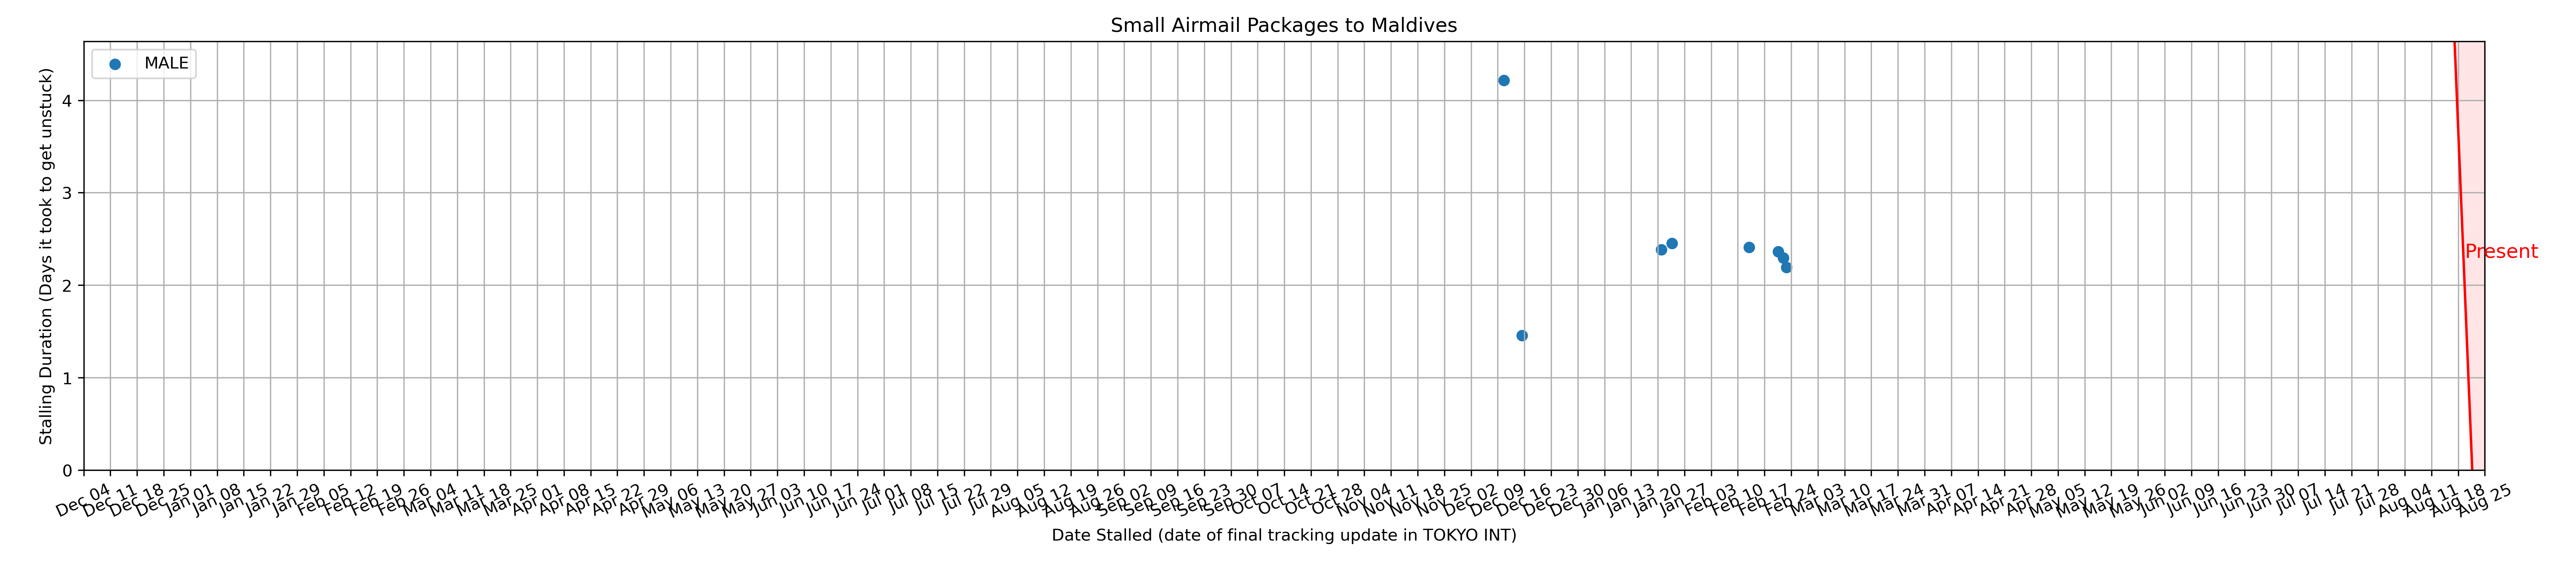 Small Airmail Packages to Maldives
MALE
Stalling Duration (Days it took to get unstuck)
4
3
2
1
0
Present
Dec 04
Dec 11
Dec 18
Dec 25
Jan 01
Jan 08
Jan 15
Jan 22
Jan 29
Feb 05
Feb 12
Feb 19
Feb 26
Mar 04
Mar 11
Mar 18
Mar 25
Apr 01
Apr 08
Apr 15
Apr 22
Apr 29
May 06
May 13
May 20
May 27
Jun 03
Jun 10
Jun 17
Jun 24
Jul 01
Jul 08
Jul 15
Jul 22
Jul 29
Aug 05
Aug 12
Aug 19
Aug 26
Sep 02
Sep 09
Sep 16
Sep 23
Sep 30
Oct 07
Oct 14
Oct 21
Oct 28
Nov 04
Nov 11
Nov 18
Nov 25
Dec 02
Dec 09
Dec 16
Dec 23
Dec 30
Jan 06
Jan 13
Jan 20
Jan 27
Feb 03
Feb 10
Feb 17
Feb 24
Mar 03
Mar 10
Mar 17
Mar 24
Mar 31
Apr 07
Apr 14
Apr 21
Apr 28
May 05
May 12
May 19
May 26
Jun 02
Jun 09
Jun 16
Jun 23
Jun 30
Jul 07
Jul 14
Jul 21
Jul 28
Aug 04
Aug 11
Aug 18
Aug 25
Date Stalled (date of final tracking update in TOKYO INT)